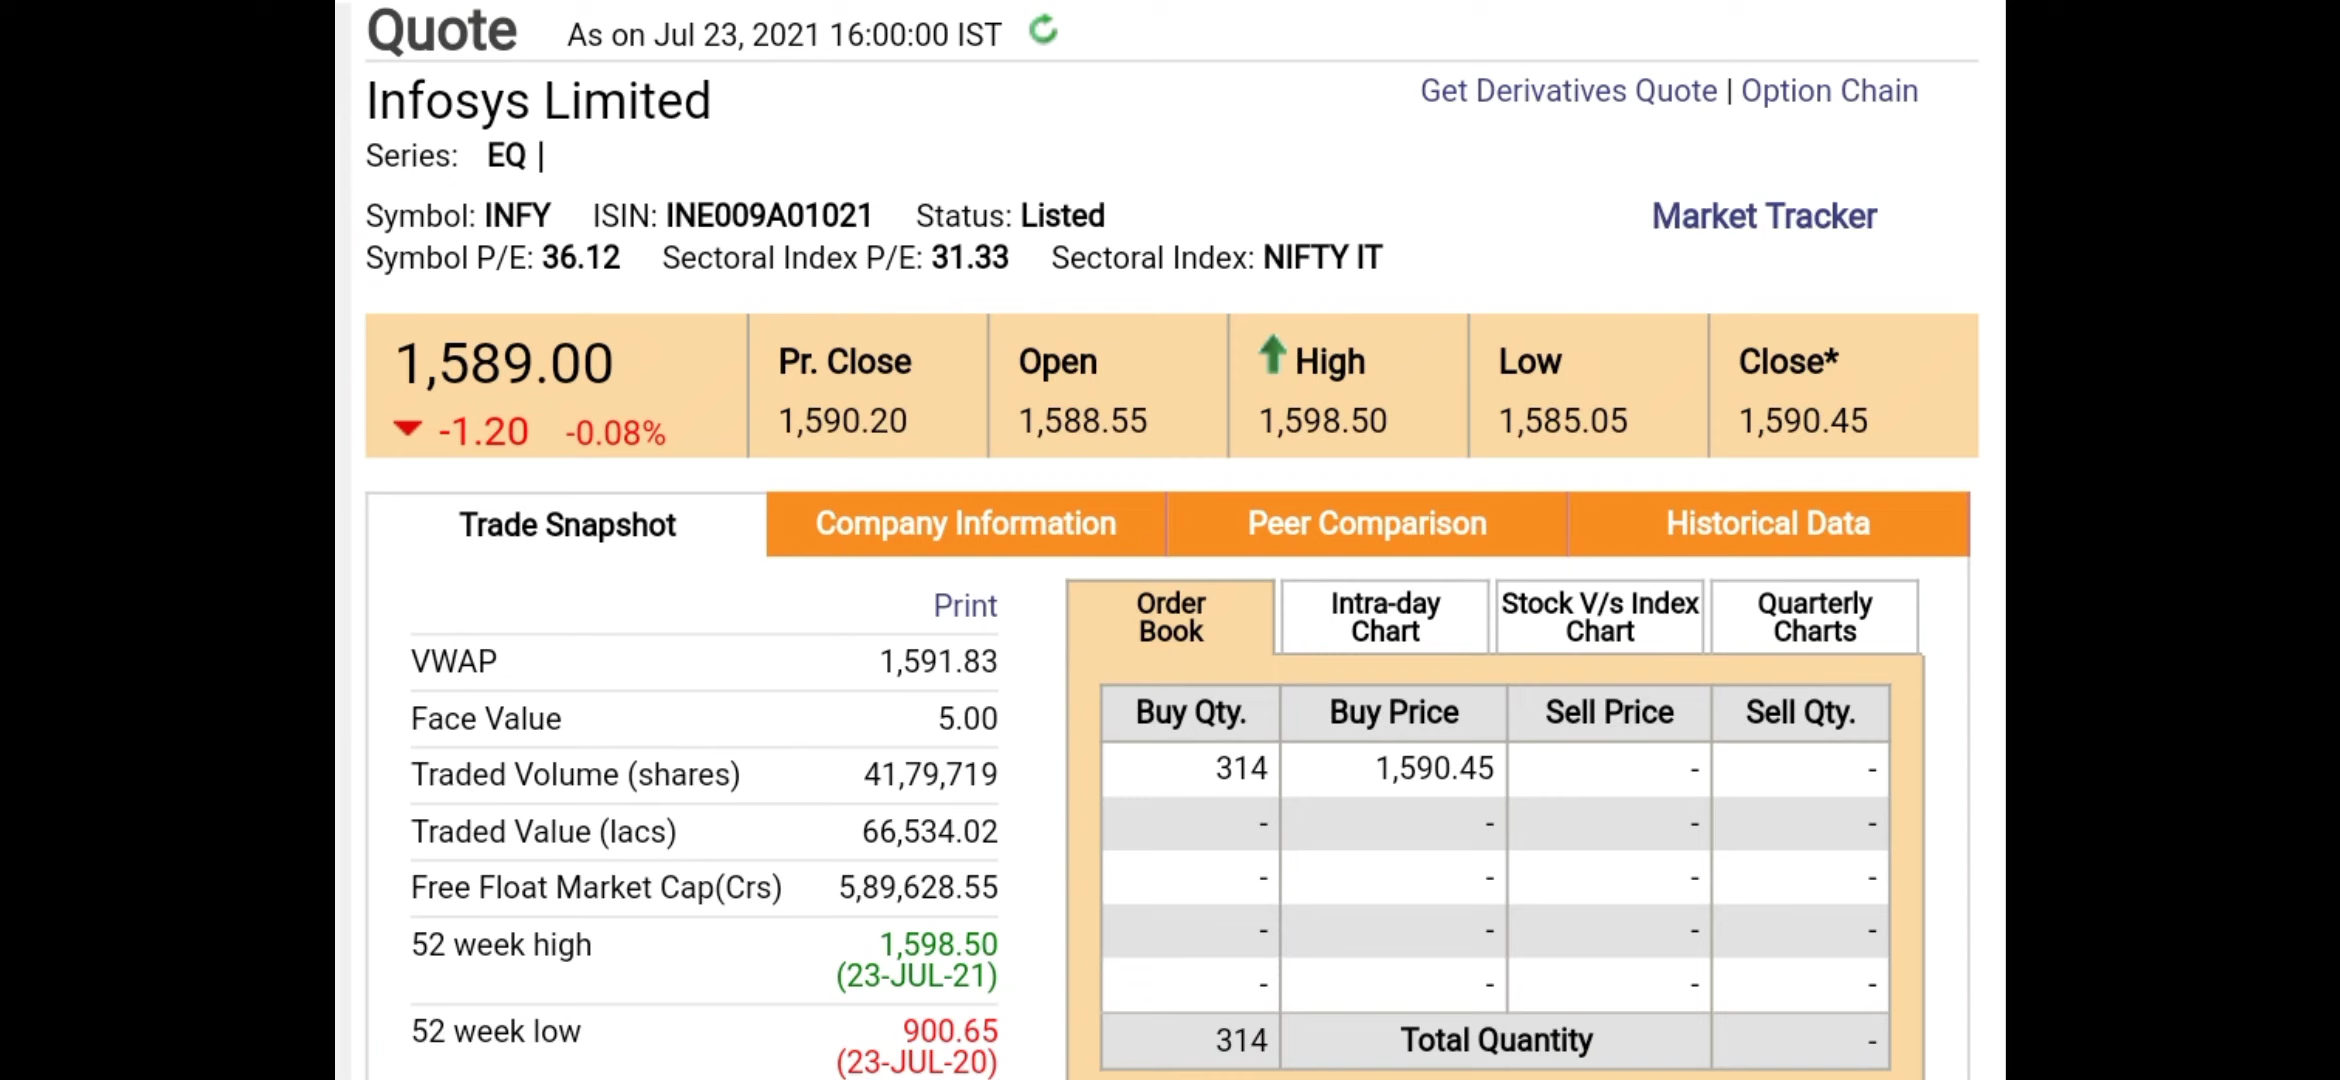 Quote As on Jul 23, 2021 16:00:00 IST
Infosys Limited
Get Derivatives Quote | Option Chain
Series: EQ |
Symbol: INFY ISIN: INE009A01021 Status: Listed
Market Tracker
Symbol P/E: 36.12 Sectoral Index P/E: 31.33 Sectoral Index: NIFTY IT
1,589.00
-1.20 -0.08%
Pr. Close
1,590.20
Open
1,588.55
High
1,598.50
Low
1,585.05
Close*
1,590.45
Trade Snapshot Company Information Peer Comparison Historical Data
Print
VWAP 1,591.83
Face Value 5.00
Traded Volume (shares) 41,79,719
Traded Value (lacs) 66,534.02
Free Float Market Cap(Crs) 5,89,628.55
52 week high 1,598.50
(23-JUL-21)
52 week low 900.65
(23-JUL-20)
Order
Book
Intra-day
Chart
Stock V/s Index
Chart
Quarterly
Charts
Buy Qty. Buy Price Sell Price Sell Qty.
314 1,590.45 - -
- - - -
- - - -
- - - -
- - - -
314 Total Quantity -